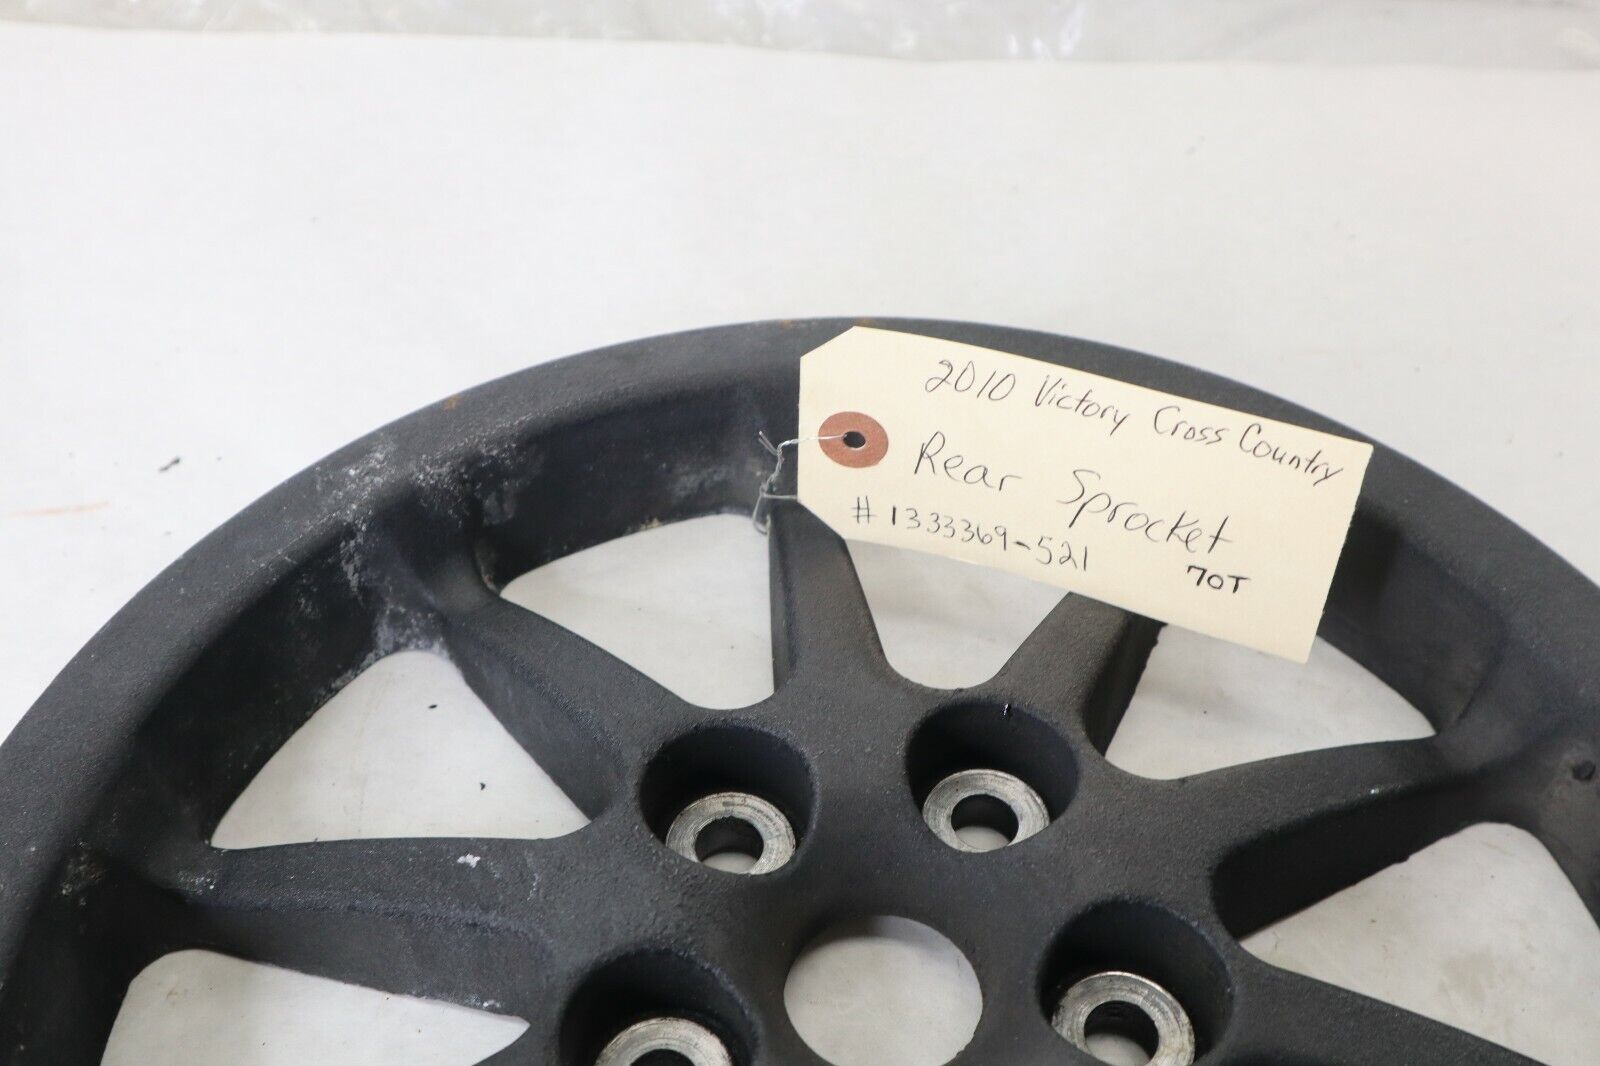 2010 Victory Cross Country
Rear Sprocket
#1333369-521
70T